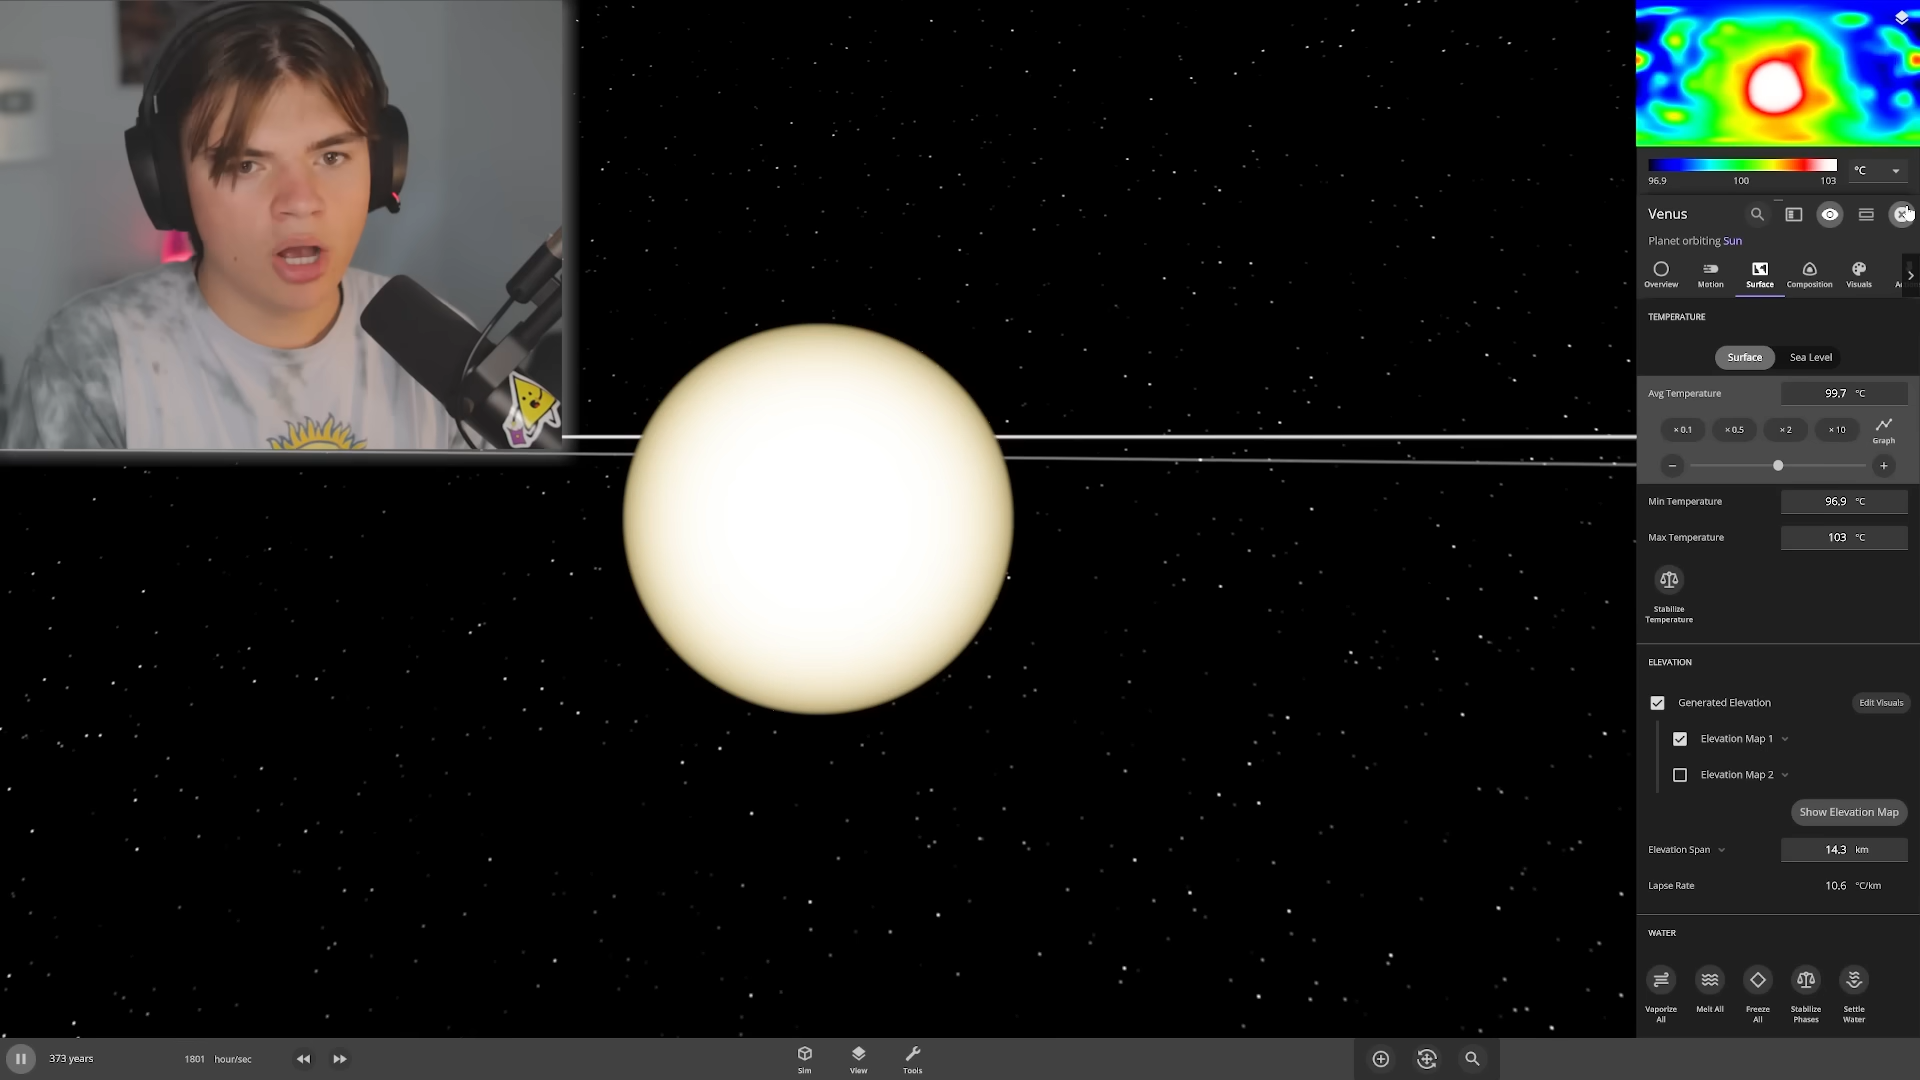 96.9 100 103 °C
Venus
Planet orbiting Sun
Overview Motion Surface Composition Visuals
TEMPERATURE
Surface Sea Level
Avg Temperature 99.7 °C
× 0.1 × 0.5 × 2 × 10 Graph
Min Temperature 96.9 °C
Max Temperature 103 °C
Stabilize
Temperature
ELEVATION
Generated Elevation Edit Visuals
Elevation Map 1
Elevation Map 2
Show Elevation Map
Elevation Span 14.3 km
Lapse Rate 10.6 °C/km
WATER
Vaporize All Melt All Freeze All Stabilize Phases Settle Water
373 years 1801 hour/sec
Sim View Tools